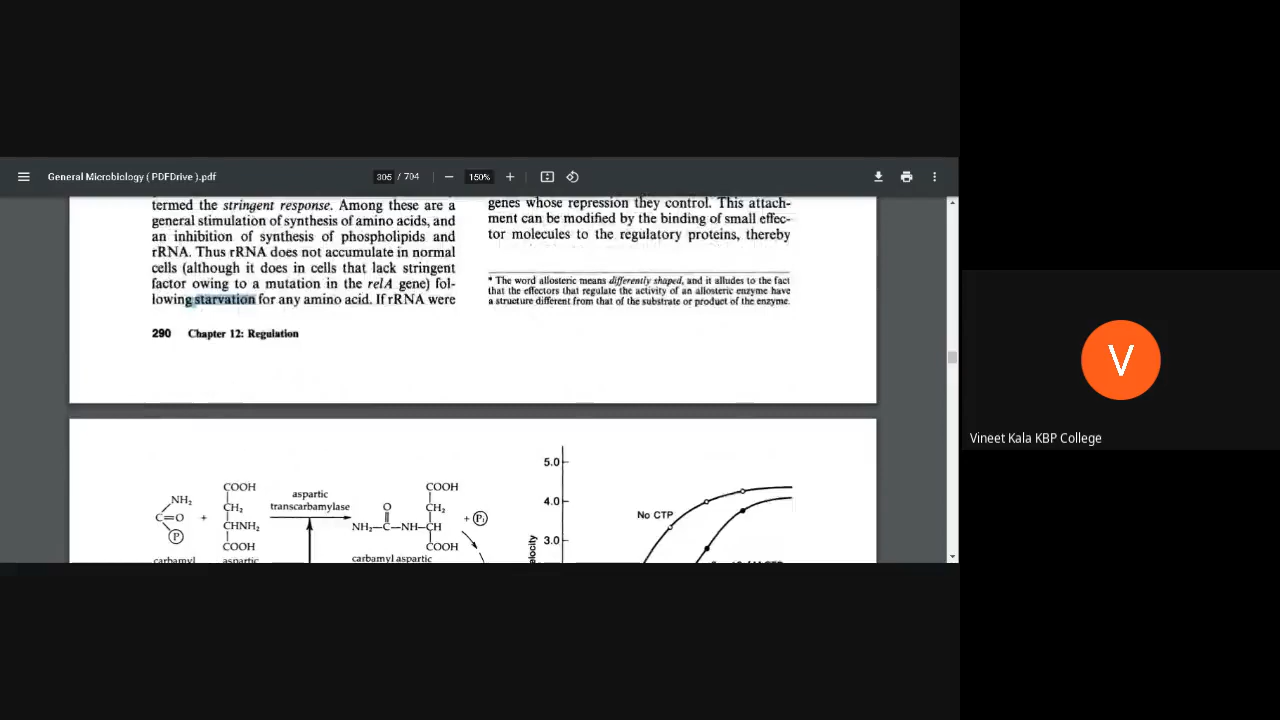 General Microbiology ( PDFDrive ).pdf
305 / 704
150%
termed the stringent response. Among these are a
general stimulation of synthesis of amino acids, and
an inhibition of synthesis of phospholipids and
rRNA. Thus rRNA does not accumulate in normal
cells (although it does in cells that lack stringent
factor owing to a mutation in the relA gene) fol-
lowing starvation for any amino acid. If rRNA were
290 Chapter 12: Regulation
genes whose repression they control. This attach-
ment can be modified by the binding of small effec-
tor molecules to the regulatory proteins, thereby
* The word allosteric means differently shaped, and it alludes to the fact
that the effectors that regulate the activity of an allosteric enzyme have
a structure different from that of the substrate or product of the enzyme.
NH₂
C=O
P
+
COOH
CH₂
CHNH₂
COOH
aspartic
transcarbamylase
COOH
O CH₂
NH₂—C—NH—CH
COOH
+ Pi
carbamyl
aspartic
carbamyl aspartic
5.0
4.0
3.0
No CTP
V
Vineet Kala KBP College